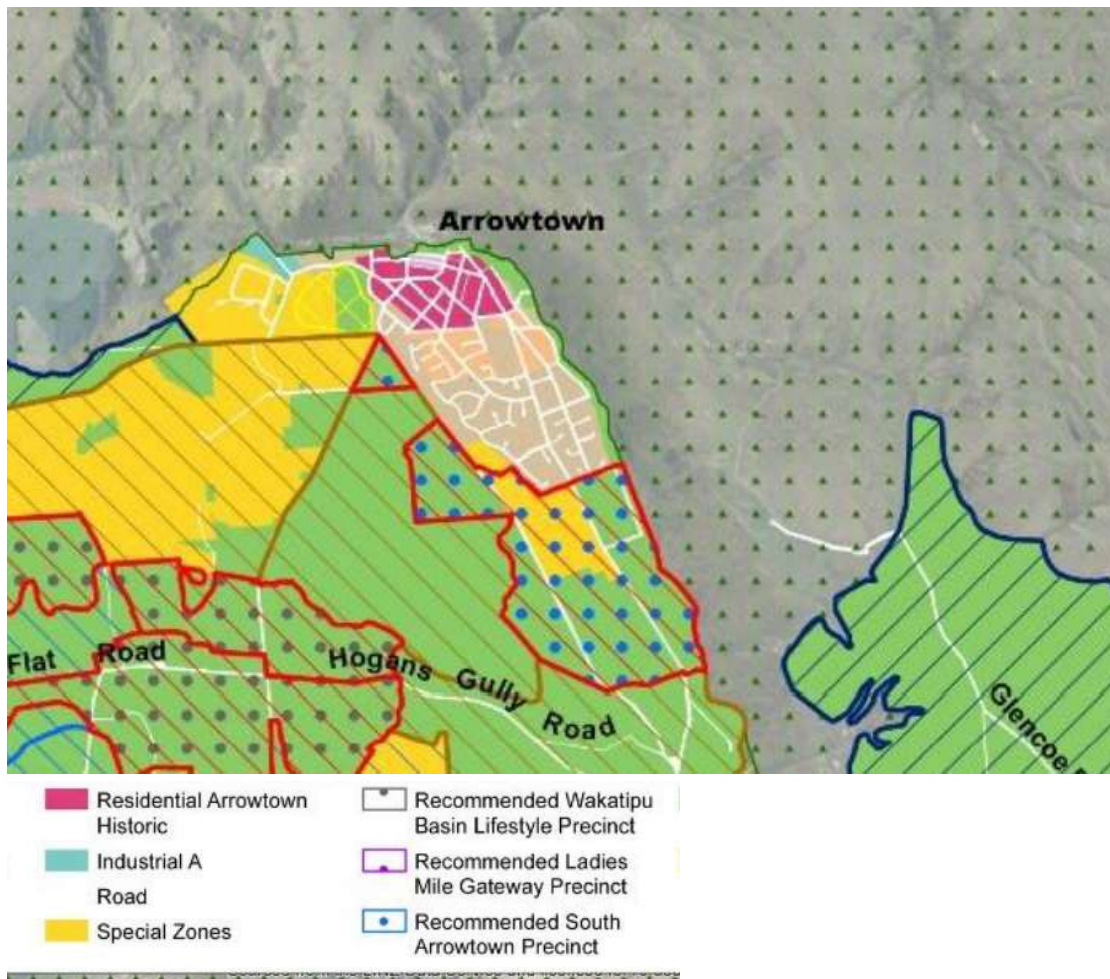 Arrowtown
Flat Road
Hogans Gully Road
Glencoe
Residential Arrowtown
Historic
Industrial A
Road
Special Zones
Recommended Wakatipu
Basin Lifestyle Precinct
Recommended Ladies
Mile Gateway Precinct
Recommended South
Arrowtown Precinct